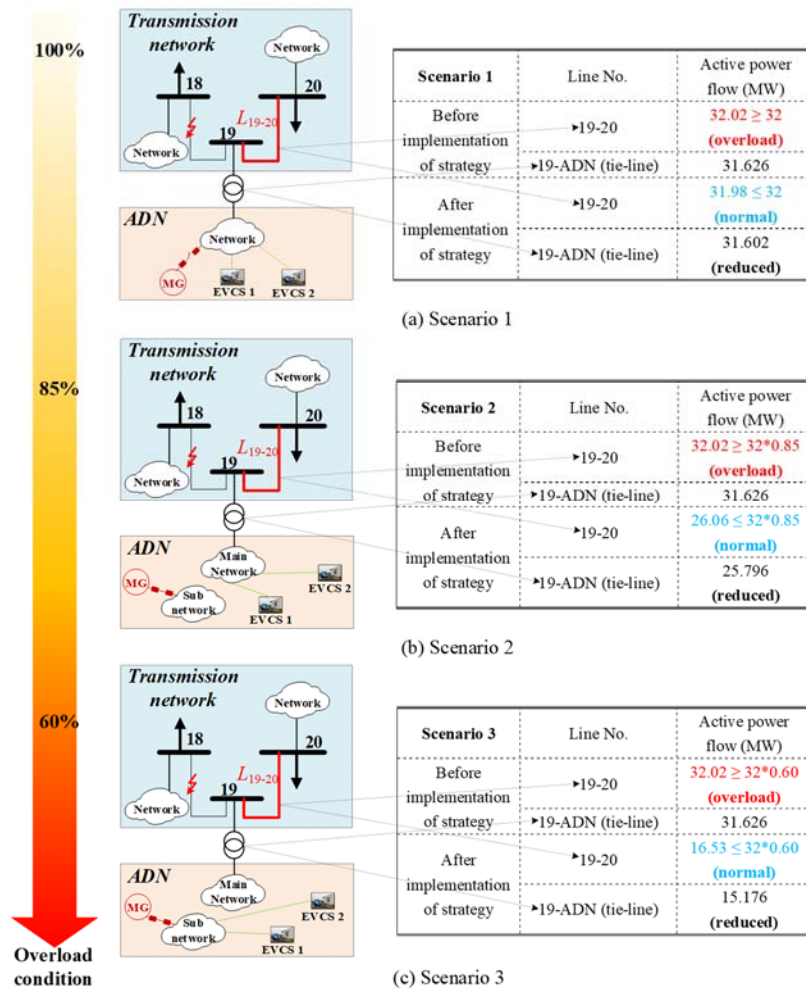 100%
Transmission
network
Network
18
20
L19-20
19
Network
ADN
Network
MG
EVCS 1
EVCS 2
Scenario 1
Line No.
Active power
flow (MW)
Before
implementation
of strategy
19-20
32.02 ≥ 32
(overload)
19-ADN (tie-line)
31.626
After
implementation
of strategy
19-20
31.98 ≤ 32
(normal)
19-ADN (tie-line)
31.602
(reduced)
(a) Scenario 1
85%
Transmission
network
Network
18
20
L19-20
19
Network
ADN
Main
Network
MG
Sub
network
EVCS 2
EVCS 1
Scenario 2
Line No.
Active power
flow (MW)
Before
implementation
of strategy
19-20
32.02 ≥ 32*0.85
(overload)
19-ADN (tie-line)
31.626
After
implementation
of strategy
19-20
26.06 ≤ 32*0.85
(normal)
19-ADN (tie-line)
25.796
(reduced)
(b) Scenario 2
60%
Transmission
network
Network
18
20
L19-20
19
Network
ADN
Main
Network
MG
Sub
network
EVCS 2
EVCS 1
Scenario 3
Line No.
Active power
flow (MW)
Before
implementation
of strategy
19-20
32.02 ≥ 32*0.60
(overload)
19-ADN (tie-line)
31.626
After
implementation
of strategy
19-20
16.53 ≤ 32*0.60
(normal)
19-ADN (tie-line)
15.176
(reduced)
(c) Scenario 3
Overload
condition